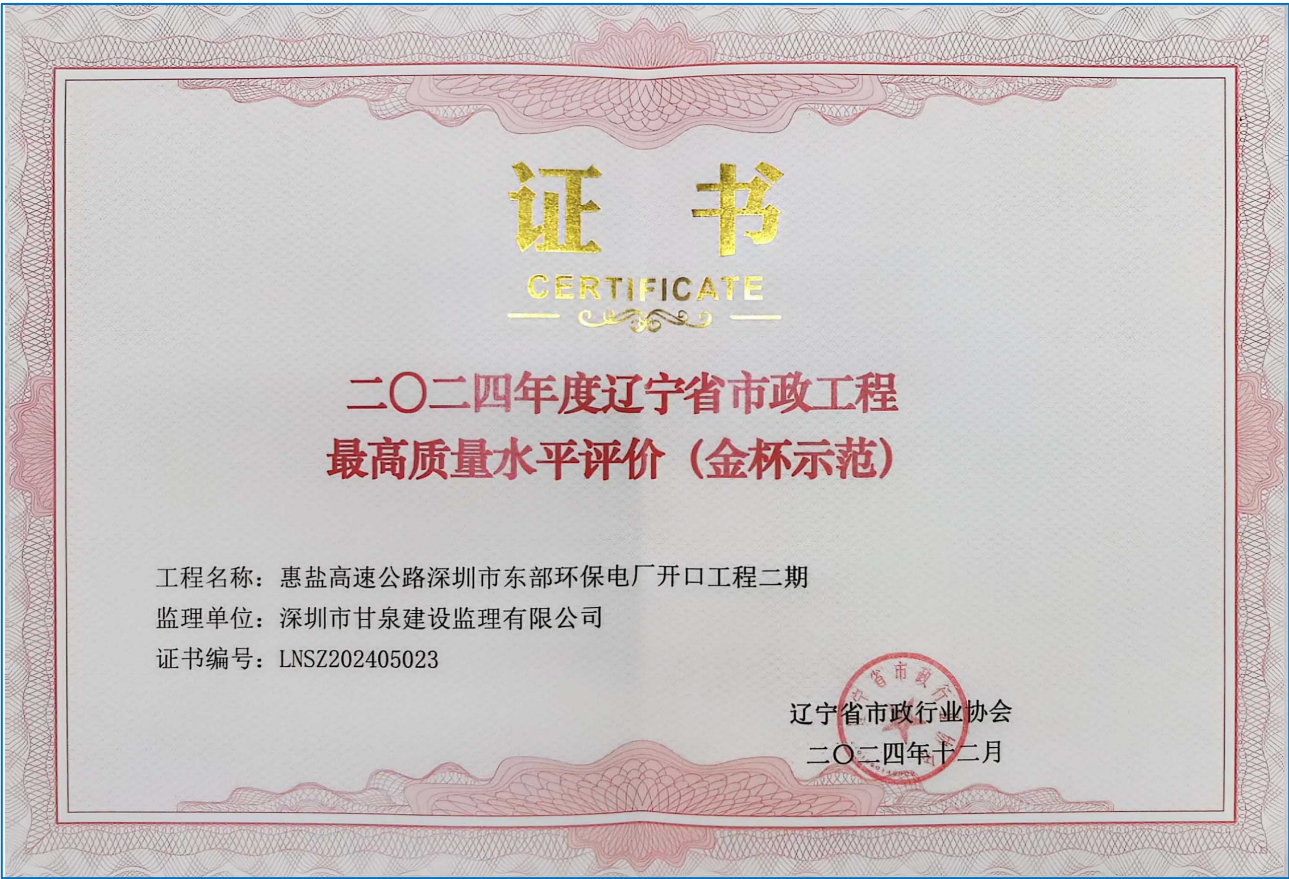 证 书
CERTIFICATE
二〇二四年度辽宁省市政工程
最高质量水平评价（金杯示范）
工程名称：惠盐高速公路深圳市东部环保电厂开口工程二期
监理单位：深圳市甘泉建设监理有限公司
证书编号：LNSZ202405023
辽宁省市政行业协会
二〇二四年十二月